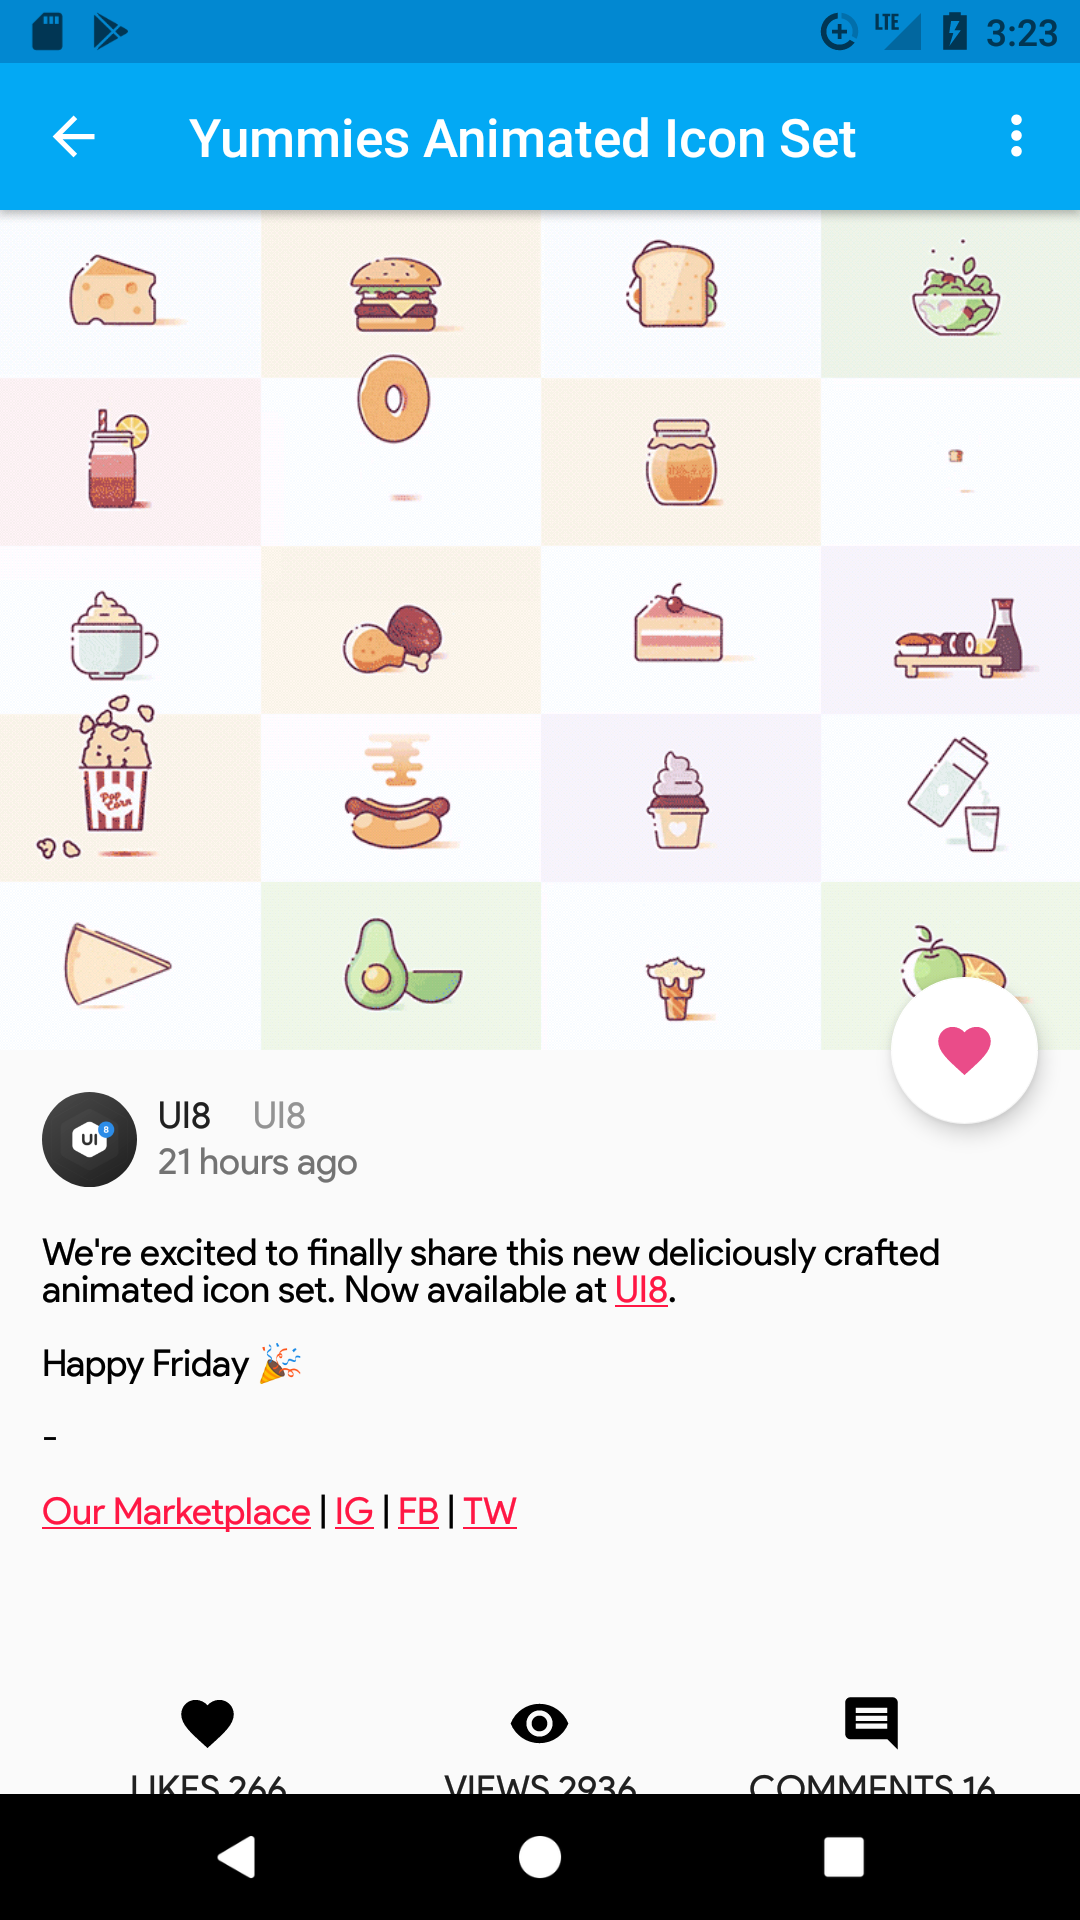 LTE 3:23
Yummies Animated Icon Set
Pop
Corn
UI 8
UI8 UI8
21 hours ago
We're excited to finally share this new deliciously crafted
animated icon set. Now available at UI8.
Happy Friday 🎉
-
Our Marketplace | IG | FB | TW
LIKES 266 VIEWS 2936 COMMENTS 16